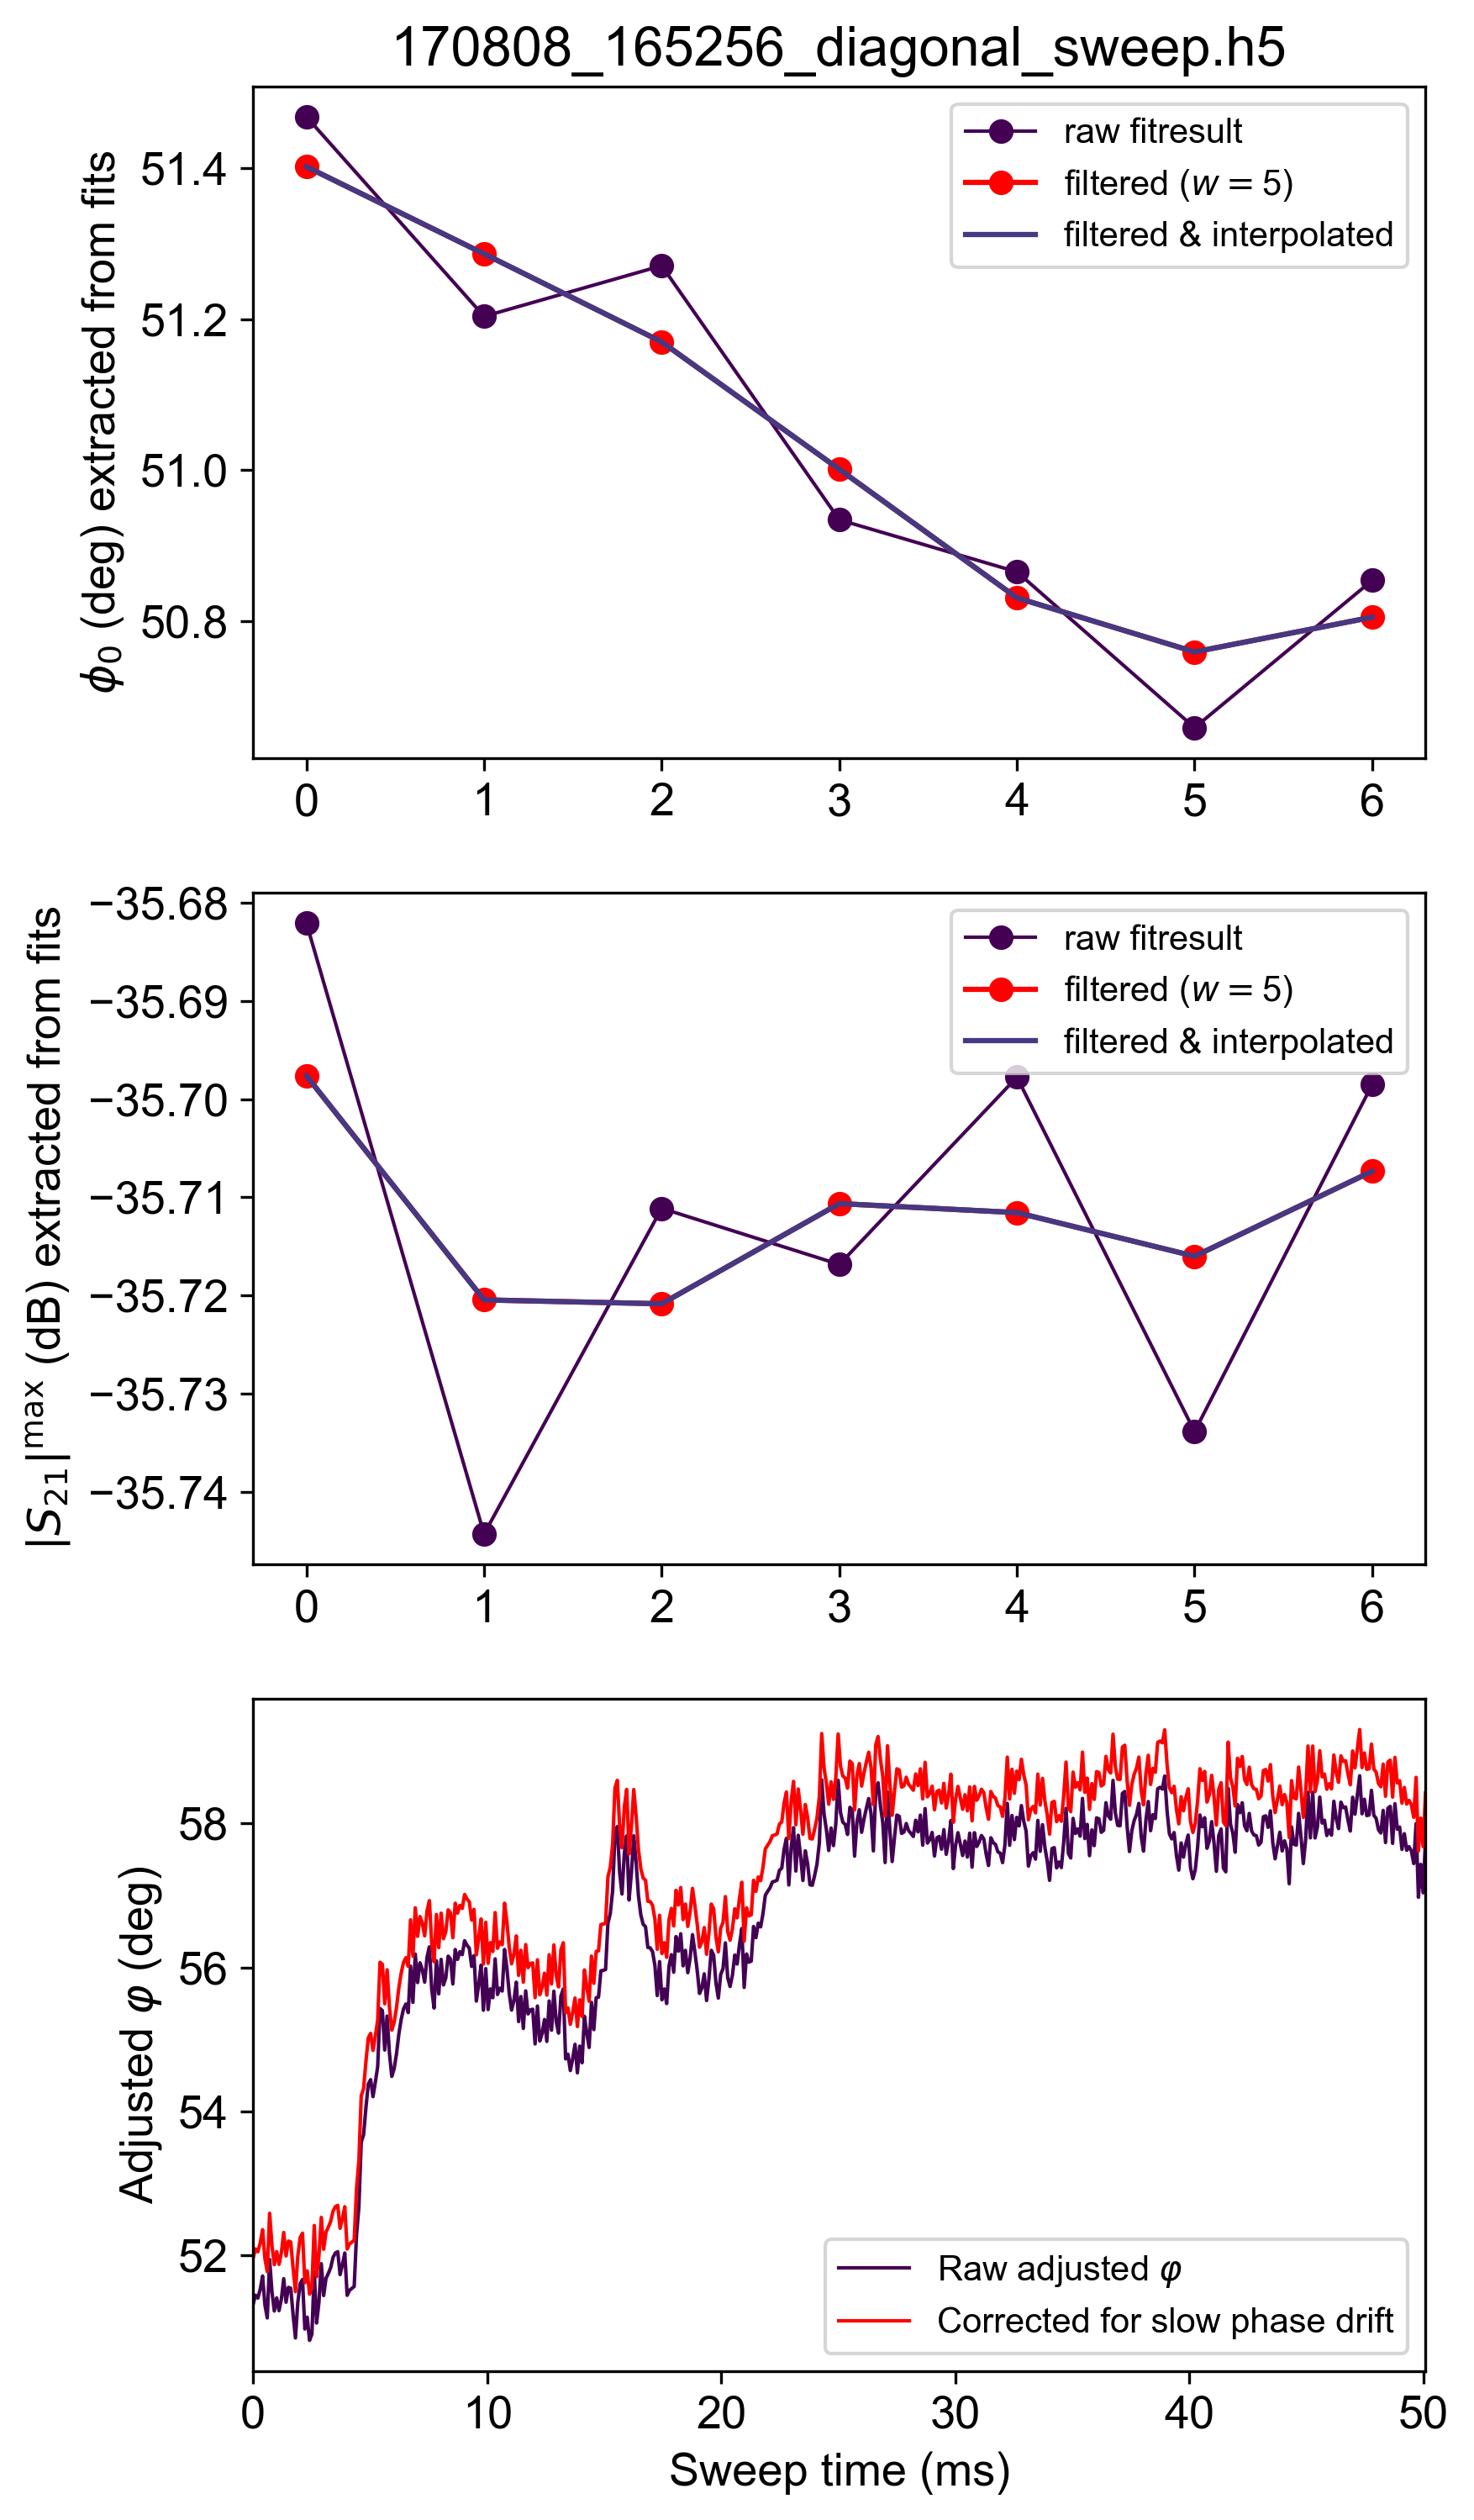 170808_165256_diagonal_sweep.h5
ϕ₀ (deg) extracted from fits
51.4
51.2
51.0
50.8
raw fitresult
filtered (w = 5)
filtered & interpolated
0 1 2 3 4 5 6
|S₂₁|ᵐᵃˣ (dB) extracted from fits
−35.68
−35.69
−35.70
−35.71
−35.72
−35.73
−35.74
raw fitresult
filtered (w = 5)
filtered & interpolated
0 1 2 3 4 5 6
Adjusted φ (deg)
58
56
54
52
Raw adjusted φ
Corrected for slow phase drift
0 10 20 30 40 50
Sweep time (ms)